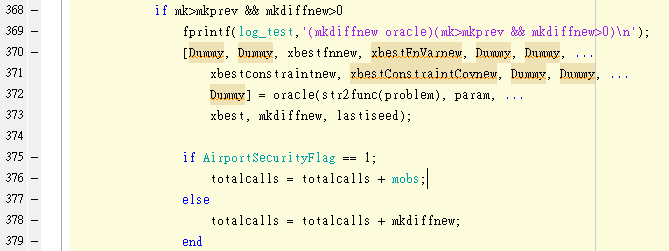 368 – if mk>mkprev && mkdiffnew>0
369 – fprintf(log_test,'(mkdiffnew oracle)(mk>mkprev && mkdiffnew>0)\n');
370 – [Dummy, Dummy, xbestfnnew, xbestFnVarnew, Dummy, Dummy, ...
371 xbestconstraintnew, xbestConstraintCovnew, Dummy, Dummy, ...
372 Dummy] = oracle(str2func(problem), param, ...
373 xbest, mkdiffnew, lastiseed);
374
375 – if AirportSecurityFlag == 1;
376 – totalcalls = totalcalls + mobs;
377 – else
378 – totalcalls = totalcalls + mkdiffnew;
379 – end